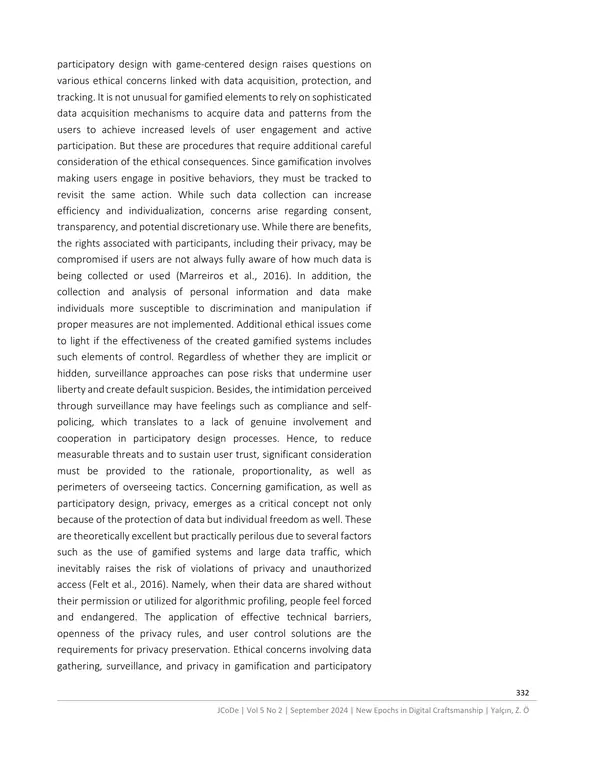 participatory design with game-centered design raises questions on
various ethical concerns linked with data acquisition, protection, and
tracking. It is not unusual for gamified elements to rely on sophisticated
data acquisition mechanisms to acquire data and patterns from the
users to achieve increased levels of user engagement and active
participation. But these are procedures that require additional careful
consideration of the ethical consequences. Since gamification involves
making users engage in positive behaviors, they must be tracked to
revisit the same action. While such data collection can increase
efficiency and individualization, concerns arise regarding consent,
transparency, and potential discretionary use. While there are benefits,
the rights associated with participants, including their privacy, may be
compromised if users are not always fully aware of how much data is
being collected or used (Marreiros et al., 2016). In addition, the
collection and analysis of personal information and data make
individuals more susceptible to discrimination and manipulation if
proper measures are not implemented. Additional ethical issues come
to light if the effectiveness of the created gamified systems includes
such elements of control. Regardless of whether they are implicit or
hidden, surveillance approaches can pose risks that undermine user
liberty and create default suspicion. Besides, the intimidation perceived
through surveillance may have feelings such as compliance and self-
policing, which translates to a lack of genuine involvement and
cooperation in participatory design processes. Hence, to reduce
measurable threats and to sustain user trust, significant consideration
must be provided to the rationale, proportionality, as well as
perimeters of overseeing tactics. Concerning gamification, as well as
participatory design, privacy, emerges as a critical concept not only
because of the protection of data but individual freedom as well. These
are theoretically excellent but practically perilous due to several factors
such as the use of gamified systems and large data traffic, which
inevitably raises the risk of violations of privacy and unauthorized
access (Felt et al., 2016). Namely, when their data are shared without
their permission or utilized for algorithmic profiling, people feel forced
and endangered. The application of effective technical barriers,
openness of the privacy rules, and user control solutions are the
requirements for privacy preservation. Ethical concerns involving data
gathering, surveillance, and privacy in gamification and participatory
332
JCoDe | Vol 5 No 2 | September 2024 | New Epochs in Digital Craftsmanship | Yalçın, Z. Ö